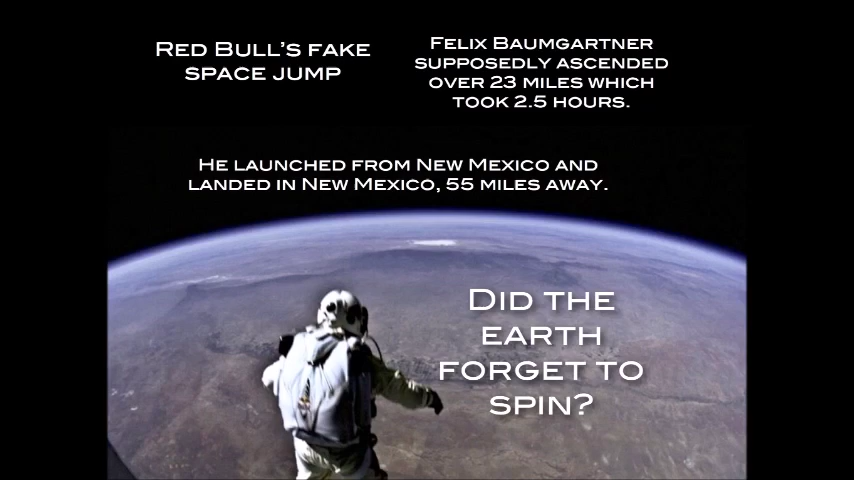 RED BULL'S FAKE
SPACE JUMP
FELIX BAUMGARTNER
SUPPOSEDLY ASCENDED
OVER 23 MILES WHICH
TOOK 2.5 HOURS.
HE LAUNCHED FROM NEW MEXICO AND
LANDED IN NEW MEXICO, 55 MILES AWAY.
DID THE
EARTH
FORGET TO
SPIN?